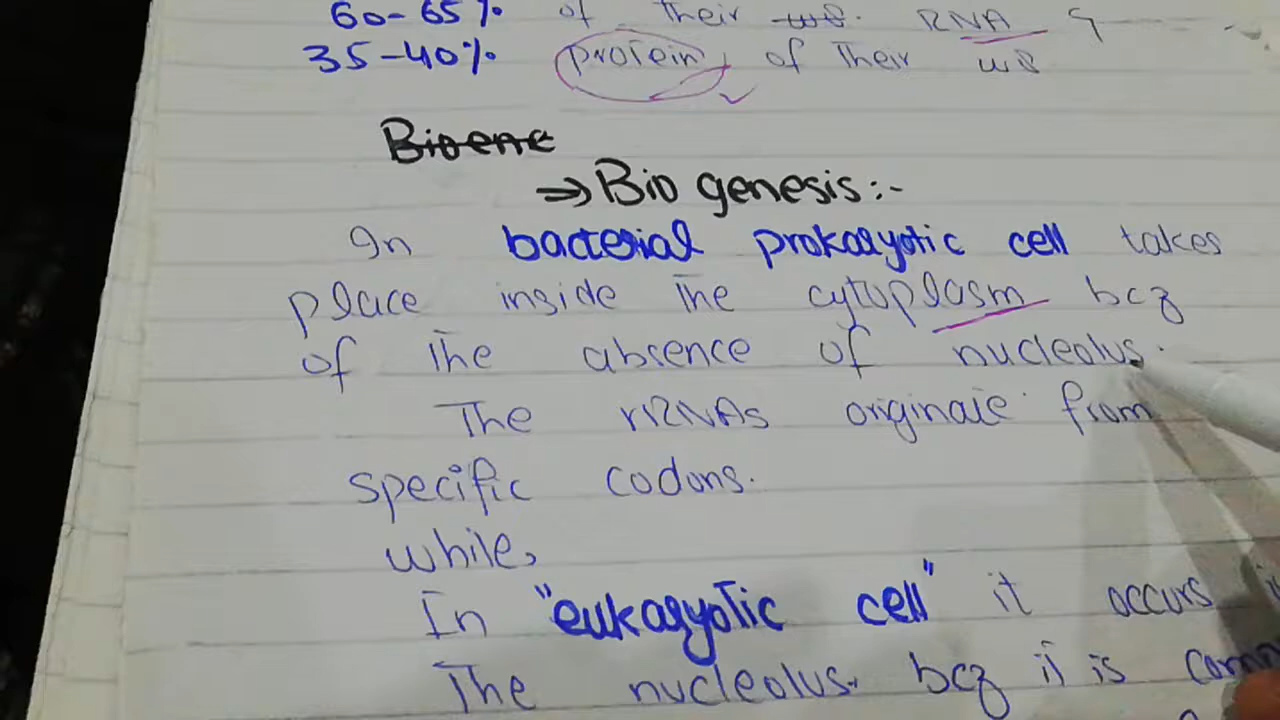 60-65% of Their wt. RNA &
35-40% protein, of Their wt
Bioene
⇒ Bio genesis:-
In bacterial prokaryotic cell takes
place inside The cytoplasm bcz
of The absence of nucleolus.
The rRNAs originate from
specific codons.
while,
In "eukaryotic cell" it occurs
The nucleolus. bcz it is